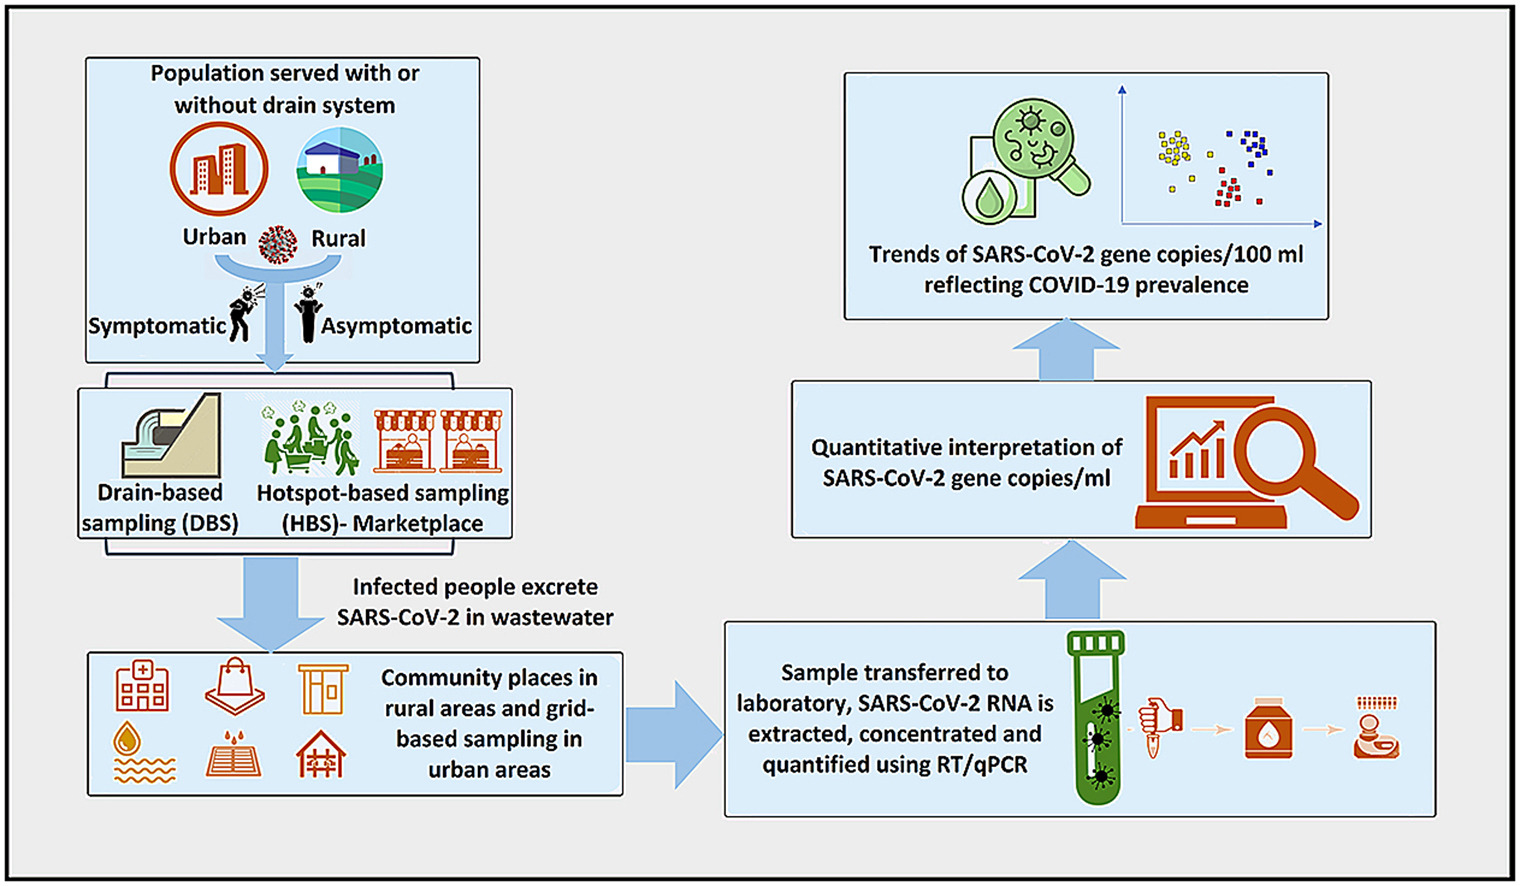 Population served with or
without drain system
Urban
Rural
Symptomatic
Asymptomatic
Drain-based
sampling (DBS)
Hotspot-based sampling
(HBS)- Marketplace
Infected people excrete
SARS-CoV-2 in wastewater
Community places in
rural areas and grid-
based sampling in
urban areas
Sample transferred to
laboratory, SARS-CoV-2 RNA is
extracted, concentrated and
quantified using RT/qPCR
Quantitative interpretation of
SARS-CoV-2 gene copies/ml
Trends of SARS-CoV-2 gene copies/100 ml
reflecting COVID-19 prevalence